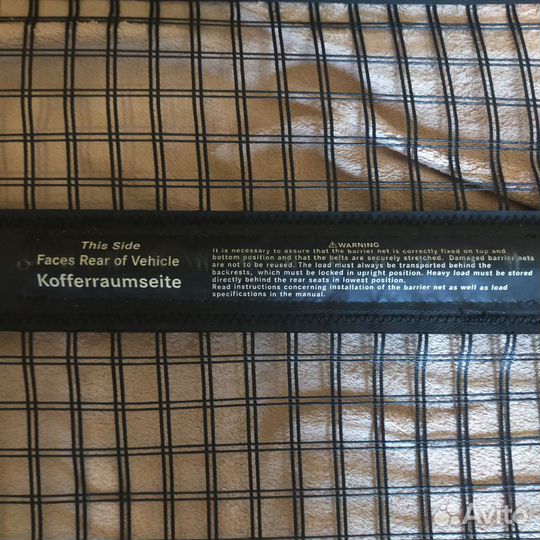 This Side
Faces Rear of Vehicle
Kofferraumseite
⚠WARNING
It is necessary to assure that the barrier net is correctly fixed on top and
bottom position and that the belts are securely stretched. Damaged barrier nets
are not to be reused. The load must always be transported behind the
backrests, which must be locked in upright position. Heavy load must be stored
directly behind the rear seats in lowest position.
Read instructions concerning installation of the barrier net as well as load
specifications in the manual.
Avito